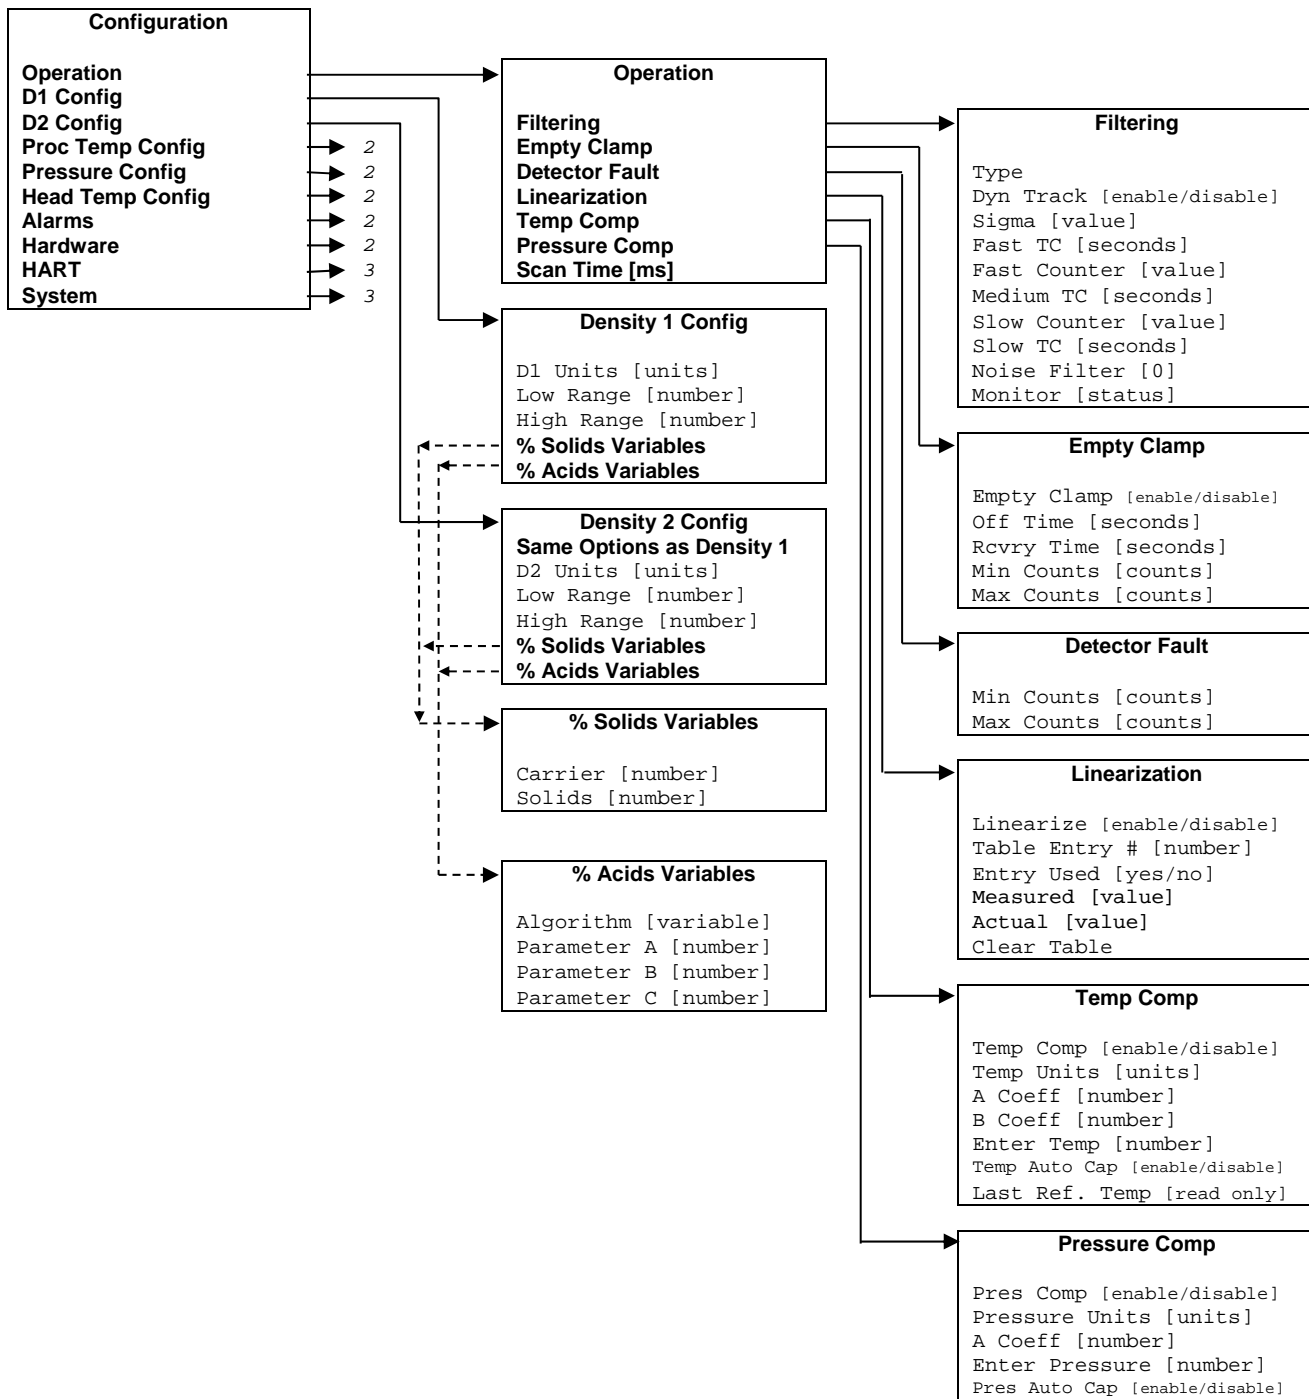 Configuration
Operation
D1 Config
D2 Config
Proc Temp Config 2
Pressure Config 2
Head Temp Config 2
Alarms 2
Hardware 2
HART 3
System 3
Operation
Filtering
Empty Clamp
Detector Fault
Linearization
Temp Comp
Pressure Comp
Scan Time [ms]
Density 1 Config
D1 Units [units]
Low Range [number]
High Range [number]
% Solids Variables
% Acids Variables
Density 2 Config
Same Options as Density 1
D2 Units [units]
Low Range [number]
High Range [number]
% Solids Variables
% Acids Variables
% Solids Variables
Carrier [number]
Solids [number]
% Acids Variables
Algorithm [variable]
Parameter A [number]
Parameter B [number]
Parameter C [number]
Filtering
Type
Dyn Track [enable/disable]
Sigma [value]
Fast TC [seconds]
Fast Counter [value]
Medium TC [seconds]
Slow Counter [value]
Slow TC [seconds]
Noise Filter [0]
Monitor [status]
Empty Clamp
Empty Clamp [enable/disable]
Off Time [seconds]
Rcvry Time [seconds]
Min Counts [counts]
Max Counts [counts]
Detector Fault
Min Counts [counts]
Max Counts [counts]
Linearization
Linearize [enable/disable]
Table Entry # [number]
Entry Used [yes/no]
Measured [value]
Actual [value]
Clear Table
Temp Comp
Temp Comp [enable/disable]
Temp Units [units]
A Coeff [number]
B Coeff [number]
Enter Temp [number]
Temp Auto Cap [enable/disable]
Last Ref. Temp [read only]
Pressure Comp
Pres Comp [enable/disable]
Pressure Units [units]
A Coeff [number]
Enter Pressure [number]
Pres Auto Cap [enable/disable]